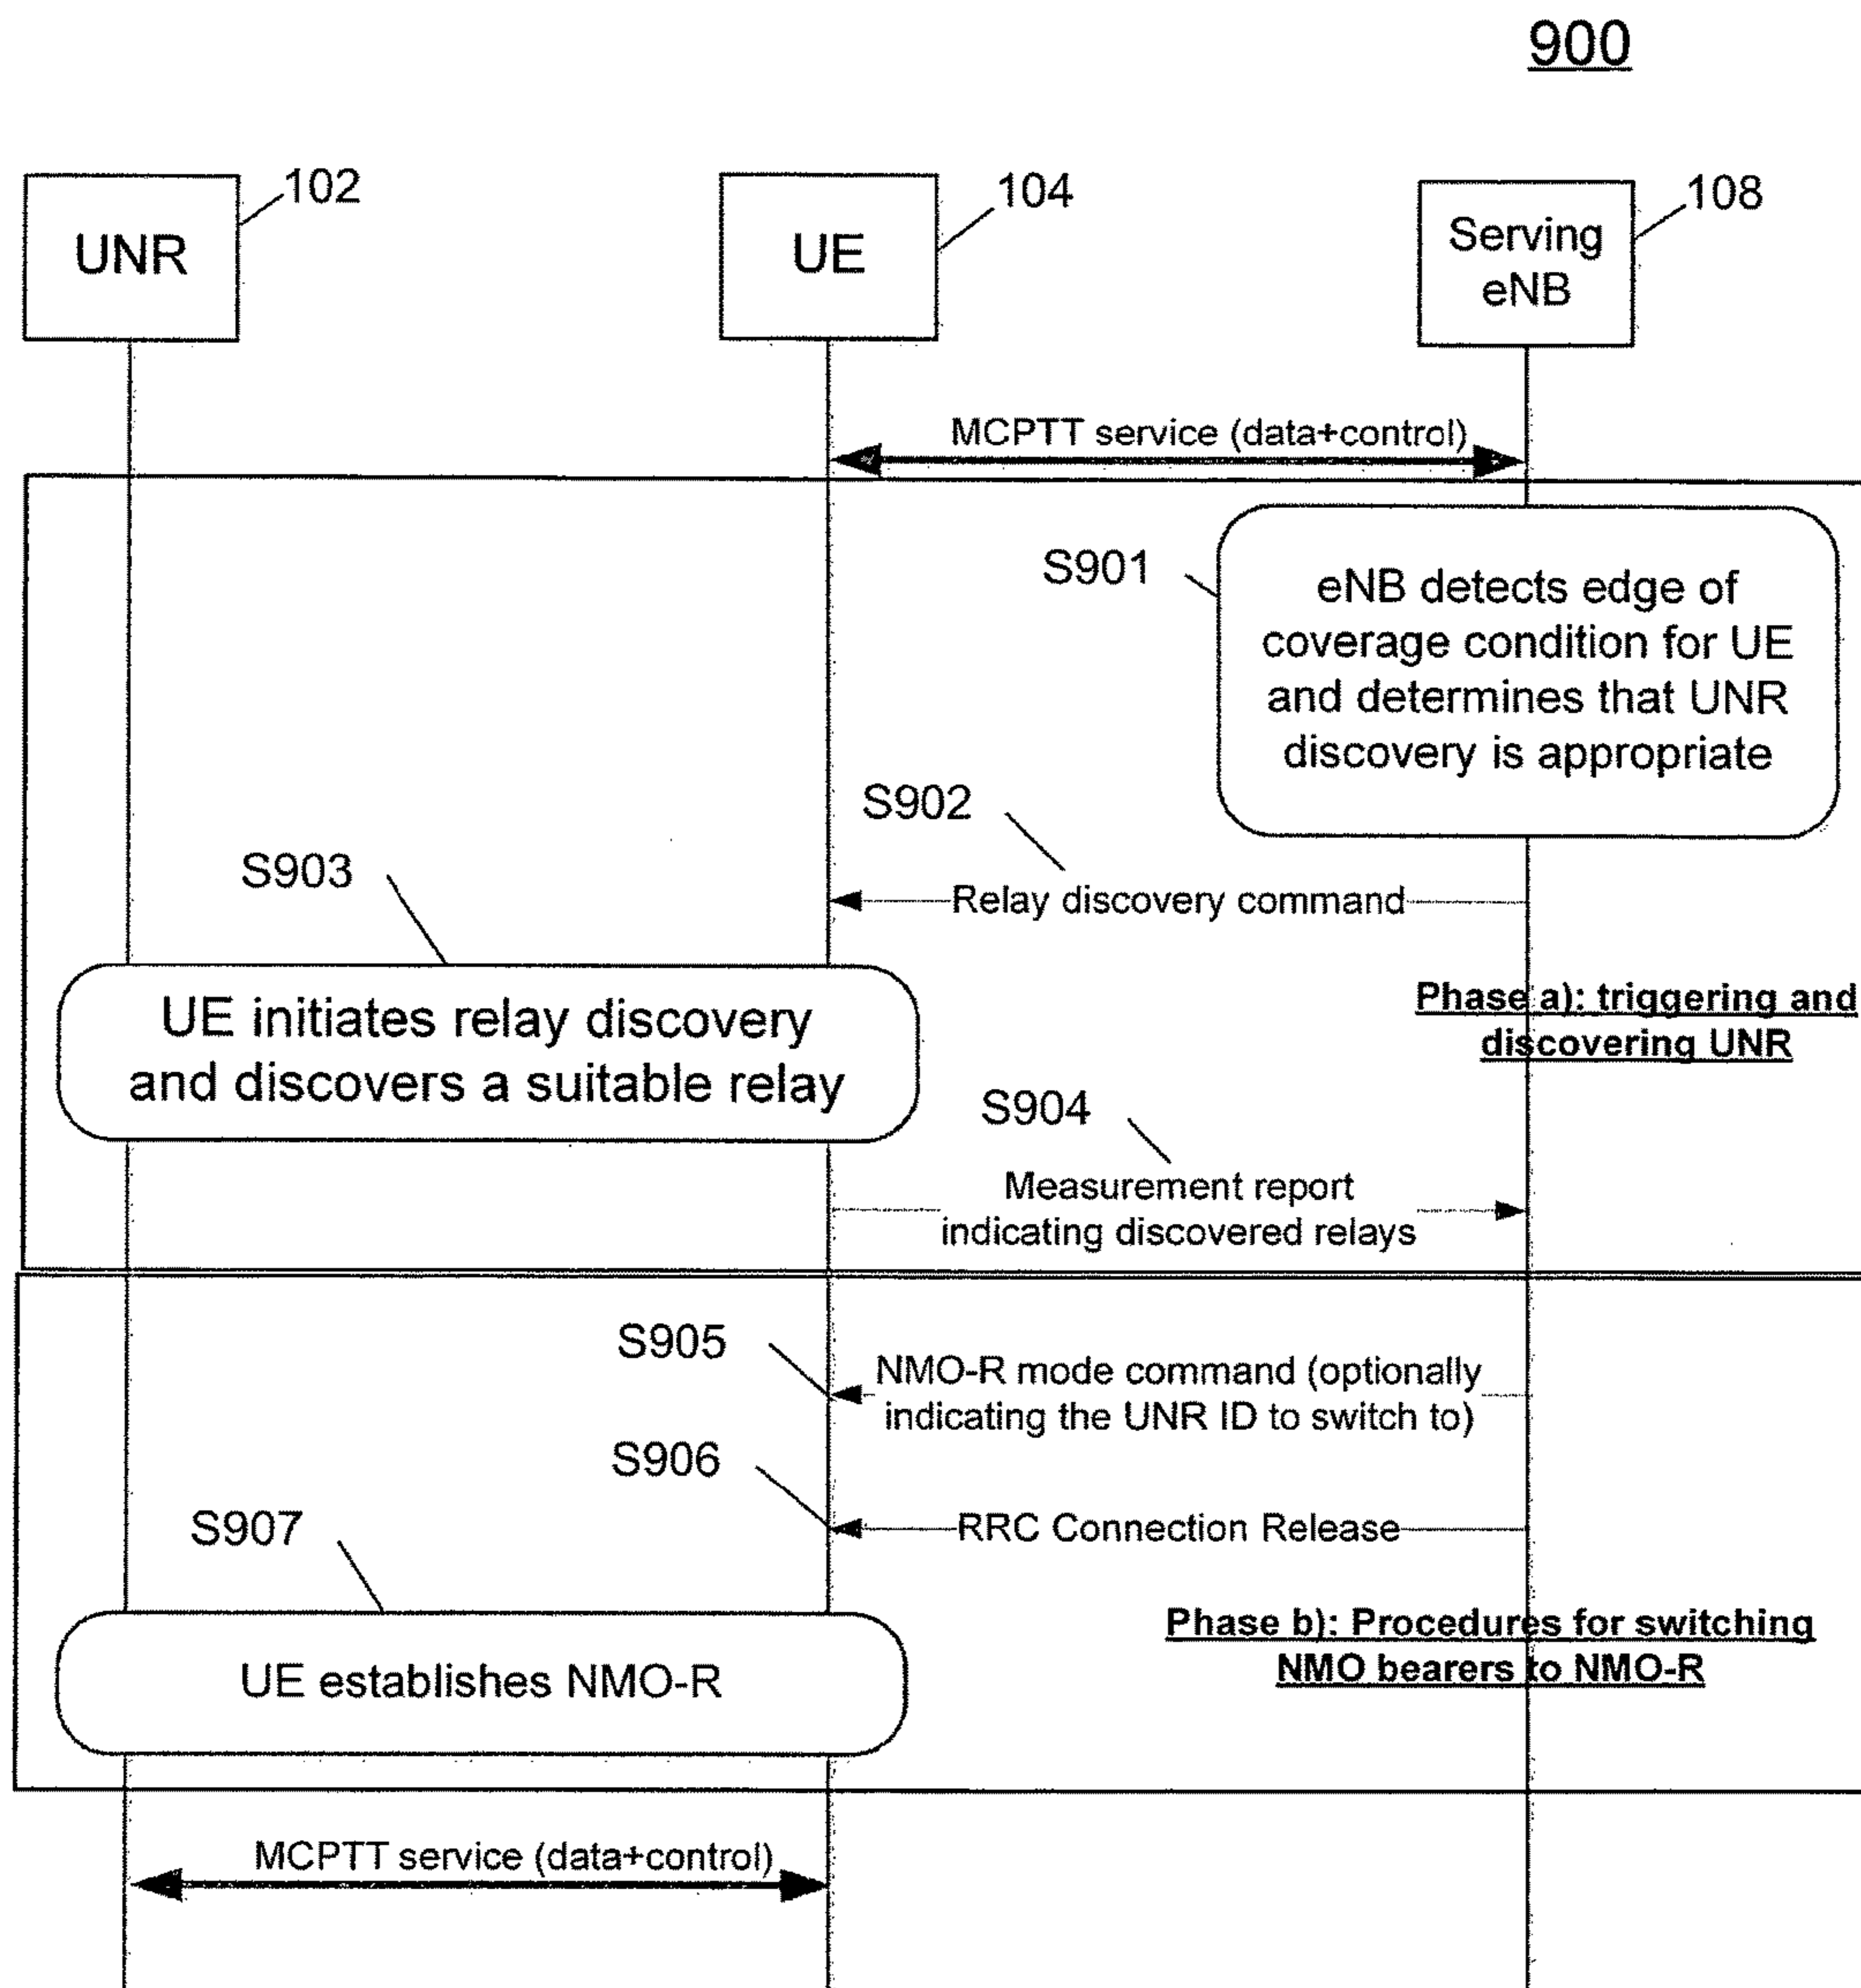 900
102
104
108
UNR
UE
Serving
eNB
MCPTT service (data+control)
S901
eNB detects edge of
coverage condition for UE
and determines that UNR
discovery is appropriate
S902
Relay discovery command
S903
UE initiates relay discovery
and discovers a suitable relay
Phase a): triggering and
discovering UNR
S904
Measurement report
indicating discovered relays
S905
NMO-R mode command (optionally
indicating the UNR ID to switch to)
S906
RRC Connection Release
S907
UE establishes NMO-R
Phase b): Procedures for switching
NMO bearers to NMO-R
MCPTT service (data+control)